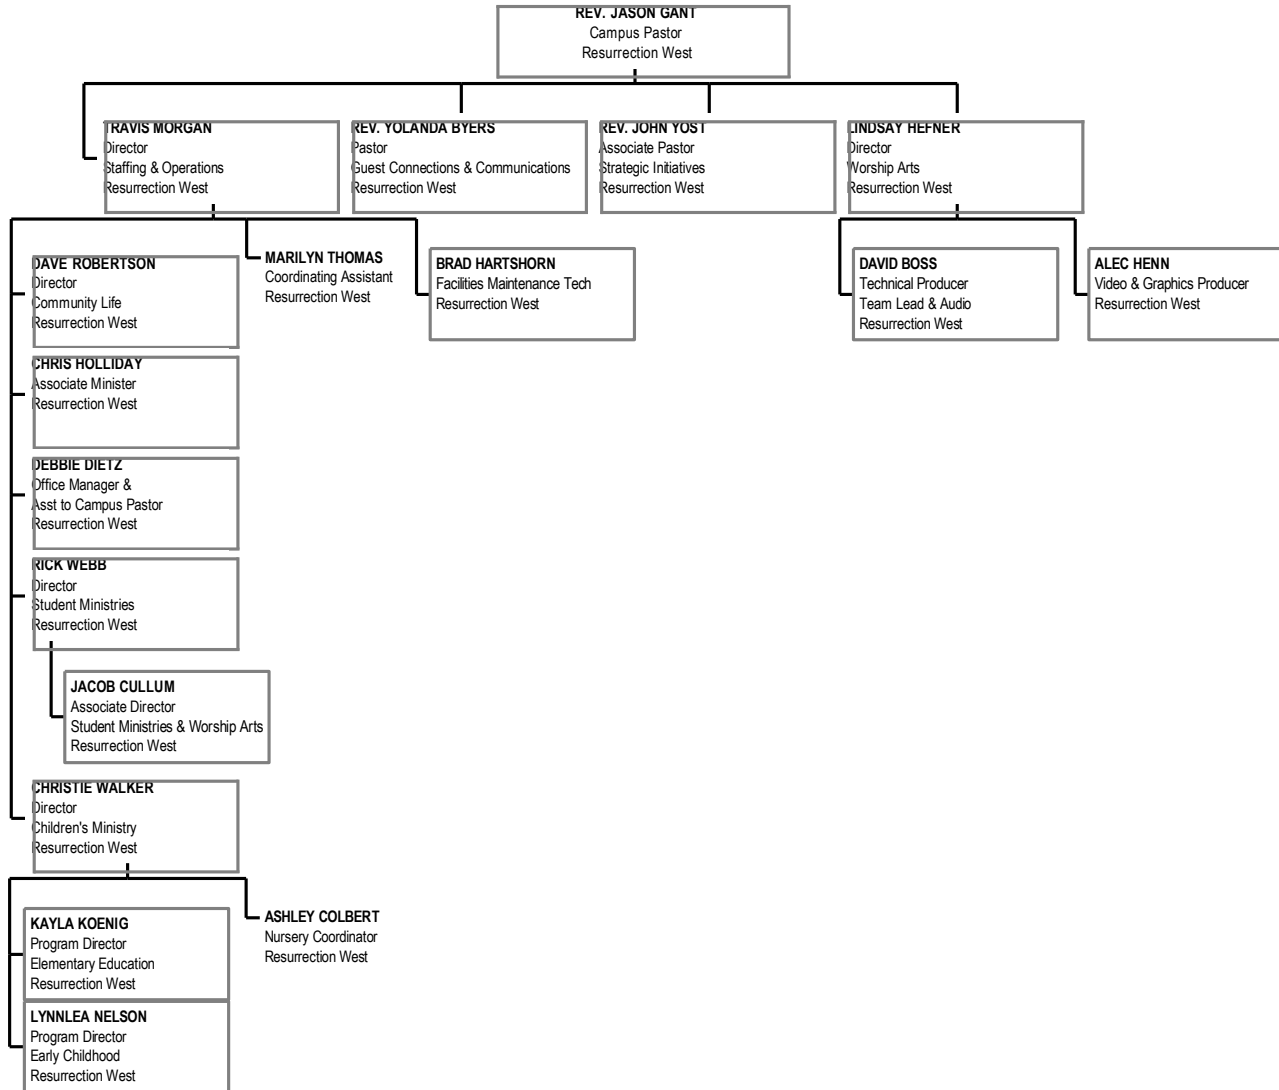 REV. JASON GANT
Campus Pastor
Resurrection West
TRAVIS MORGAN
Director
Staffing & Operations
Resurrection West
REV. YOLANDA BYERS
Pastor
Guest Connections & Communications
Resurrection West
REV. JOHN YOST
Associate Pastor
Strategic Initiatives
Resurrection West
LINDSAY HEFNER
Director
Worship Arts
Resurrection West
DAVE ROBERTSON
Director
Community Life
Resurrection West
MARILYN THOMAS
Coordinating Assistant
Resurrection West
BRAD HARTSHORN
Facilities Maintenance Tech
Resurrection West
DAVID BOSS
Technical Producer
Team Lead & Audio
Resurrection West
ALEC HENN
Video & Graphics Producer
Resurrection West
CHRIS HOLLIDAY
Associate Minister
Resurrection West
DEBBIE DIETZ
Office Manager &
Asst to Campus Pastor
Resurrection West
RICK WEBB
Director
Student Ministries
Resurrection West
JACOB CULLUM
Associate Director
Student Ministries & Worship Arts
Resurrection West
CHRISTIE WALKER
Director
Children's Ministry
Resurrection West
KAYLA KOENIG
Program Director
Elementary Education
Resurrection West
ASHLEY COLBERT
Nursery Coordinator
Resurrection West
LYNNLEA NELSON
Program Director
Early Childhood
Resurrection West